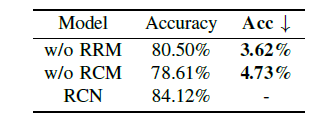 Model Accuracy Acc ↓
w/o RRM 80.50% 3.62%
w/o RCM 78.61% 4.73%
RCN 84.12% -